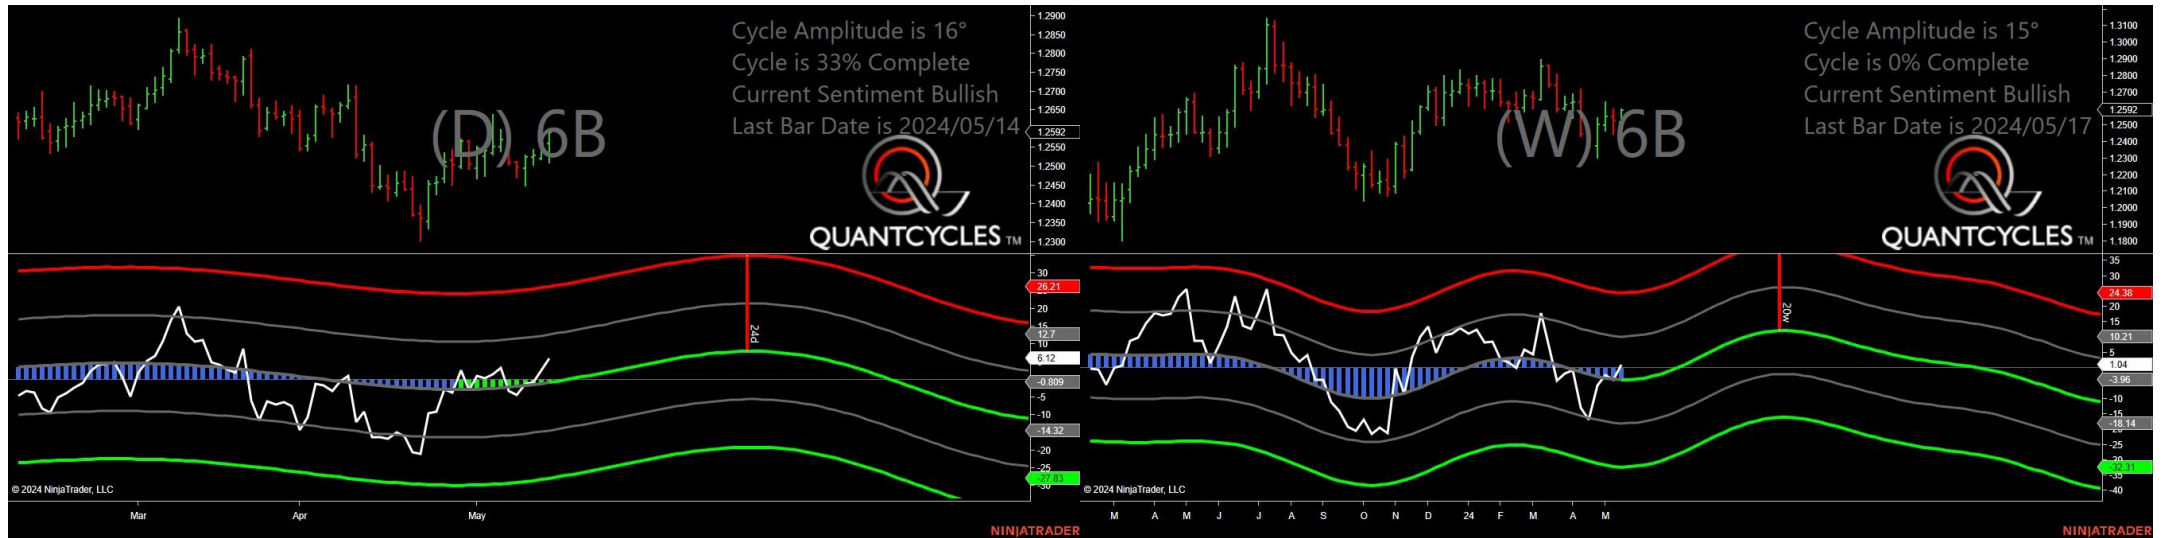 Cycle Amplitude is 16°
Cycle is 33% Complete
Current Sentiment Bullish
Last Bar Date is 2024/05/14
(D) 6B
QUANTCYCLES TM
1.2900
1.2850
1.2800
1.2750
1.2700
1.2650
1.2592
1.2550
1.2500
1.2450
1.2400
1.2350
1.2300
30
26.21
20
15
12.7
10
6.12
-0.809
-5
-10
-14.32
-20
-25
-27.83
-30
24d
© 2024 NinjaTrader, LLC
Mar
Apr
May
NINJATRADER
Cycle Amplitude is 15°
Cycle is 0% Complete
Current Sentiment Bullish
Last Bar Date is 2024/05/17
(W) 6B
QUANTCYCLES TM
1.3100
1.3000
1.2900
1.2800
1.2700
1.2592
1.2500
1.2400
1.2300
1.2200
1.2100
1.2000
1.1900
1.1800
35
30
24.38
20
15
10.21
5
1.04
-3.96
-10
-15
-18.14
-25
-32.31
-35
-40
20w
© 2024 NinjaTrader, LLC
M
A
M
J
J
A
S
O
N
D
24
F
M
A
M
NINJATRADER